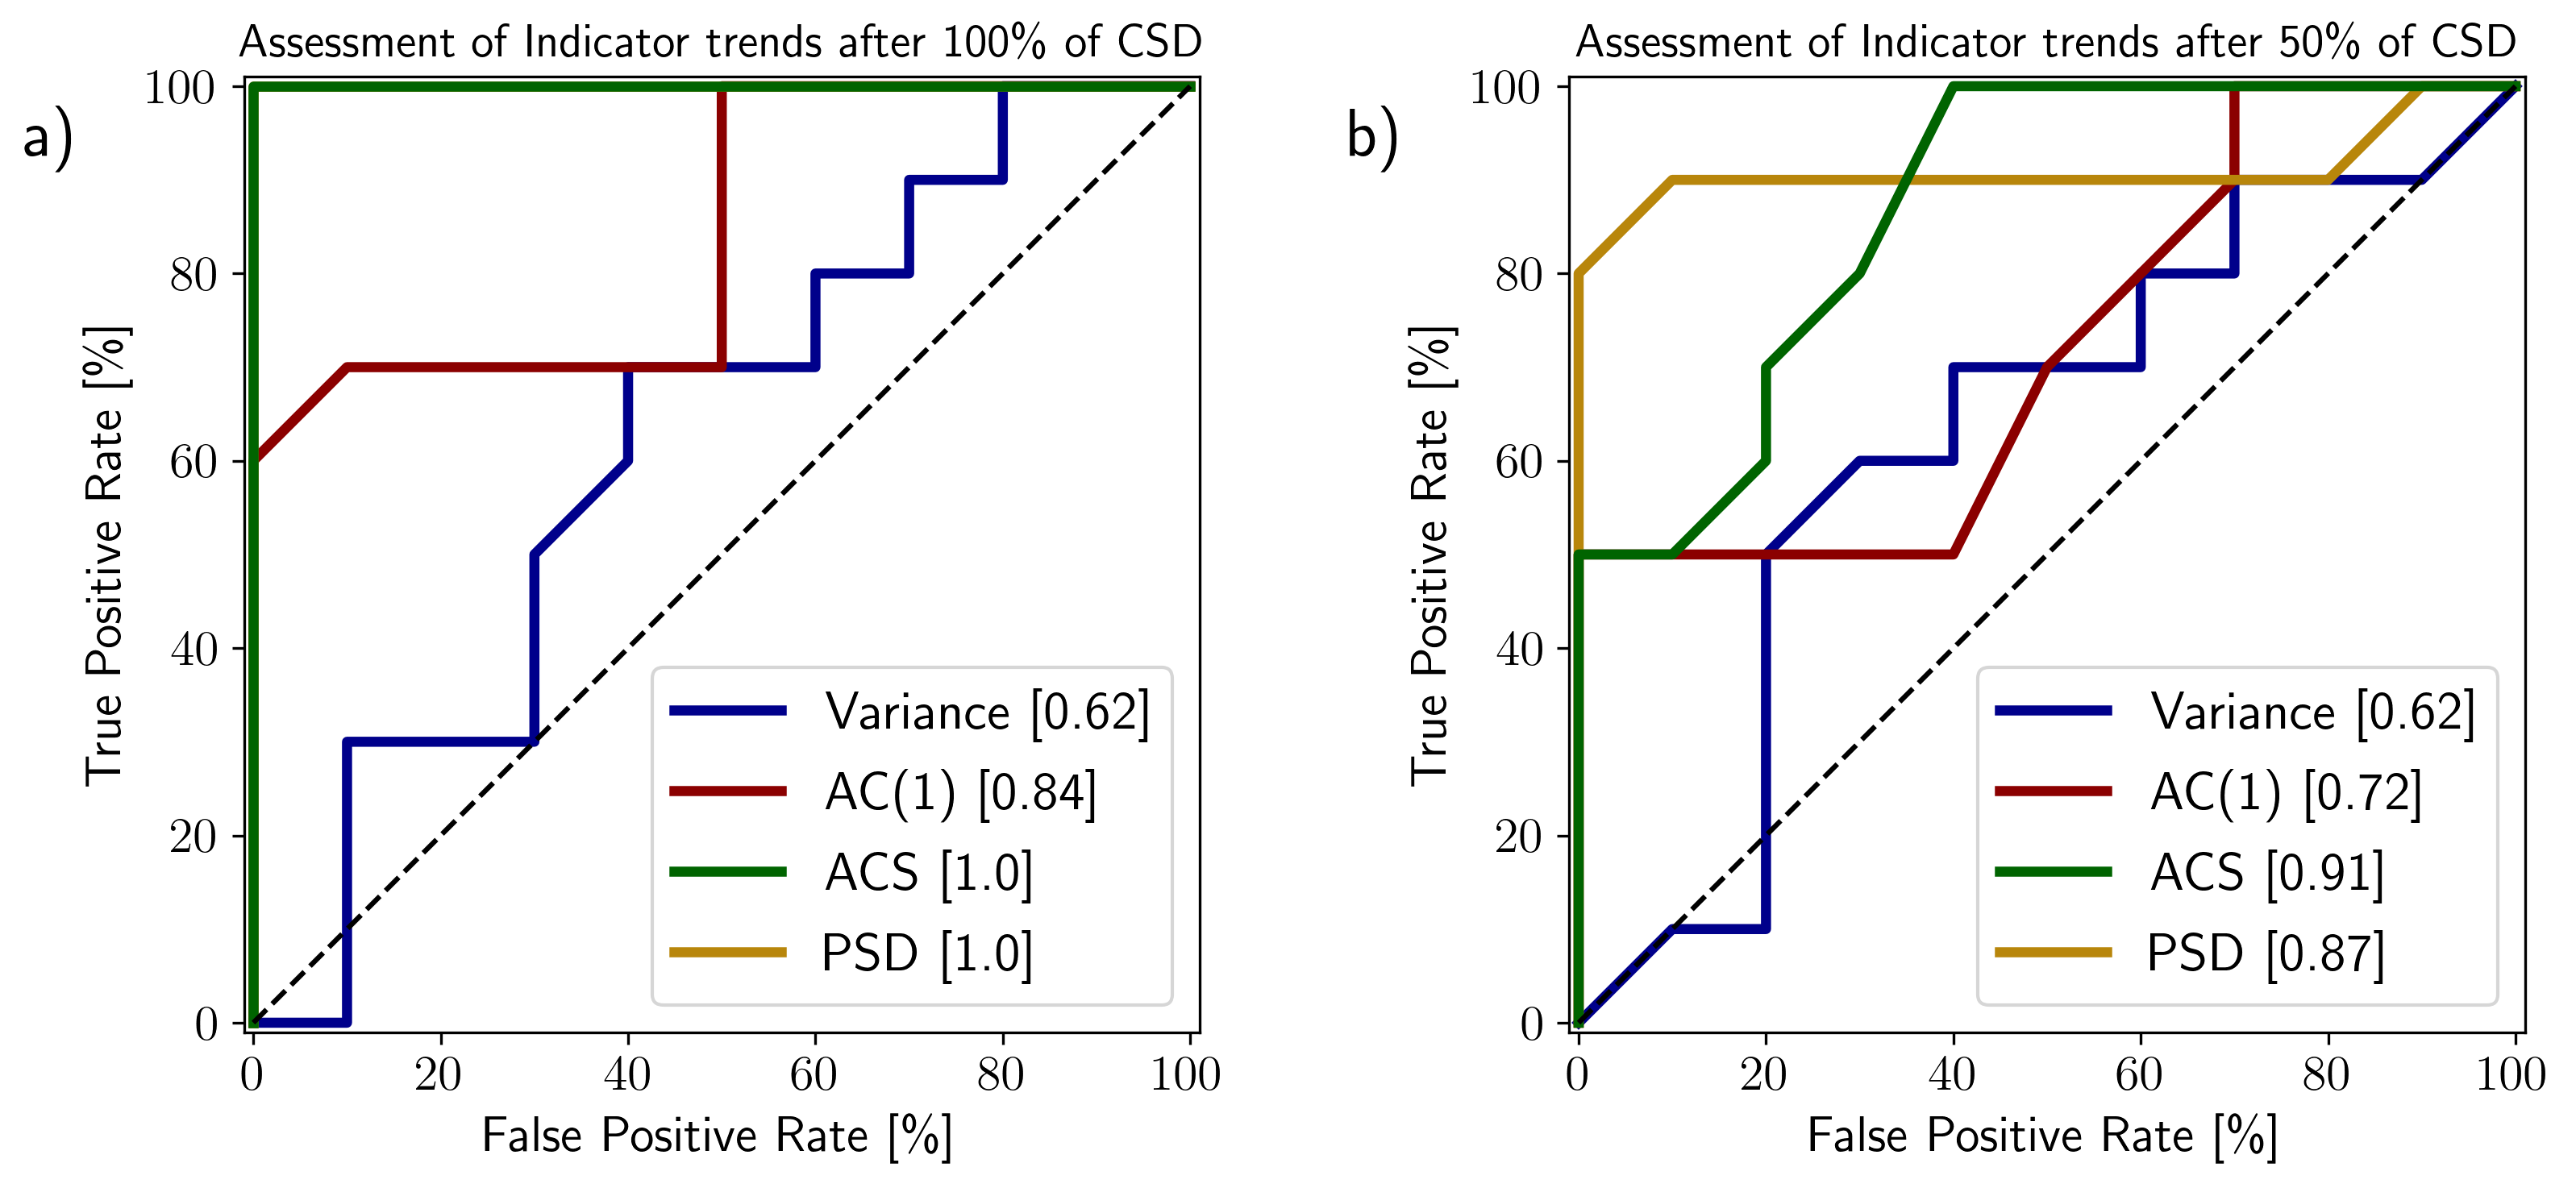 Assessment of Indicator trends after 100% of CSD
a)
100
80
60
40
20
0
True Positive Rate [%]
Variance [0.62]
AC(1) [0.84]
ACS [1.0]
PSD [1.0]
0 20 40 60 80 100
False Positive Rate [%]
Assessment of Indicator trends after 50% of CSD
b)
100
80
60
40
20
0
True Positive Rate [%]
Variance [0.62]
AC(1) [0.72]
ACS [0.91]
PSD [0.87]
0 20 40 60 80 100
False Positive Rate [%]